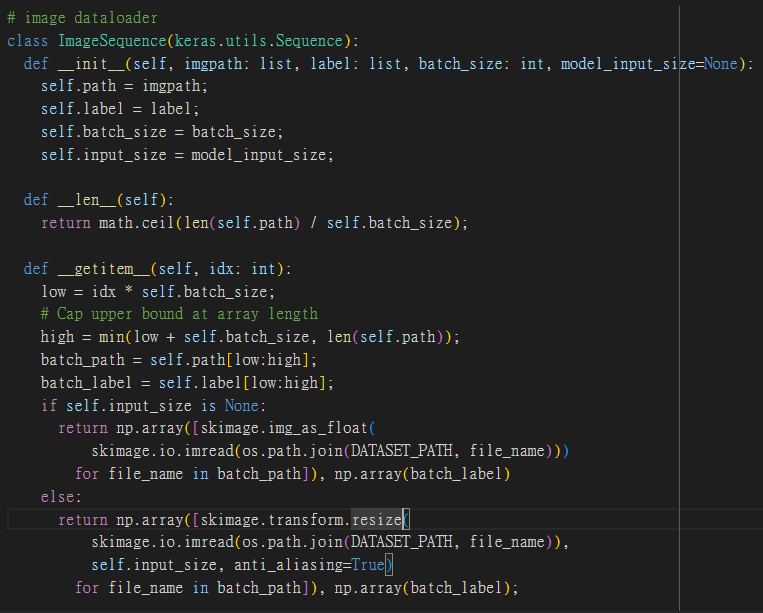 # image dataloader
class ImageSequence(keras.utils.Sequence):
  def __init__(self, imgpath: list, label: list, batch_size: int, model_input_size=None):
    self.path = imgpath;
    self.label = label;
    self.batch_size = batch_size;
    self.input_size = model_input_size;

  def __len__(self):
    return math.ceil(len(self.path) / self.batch_size);

  def __getitem__(self, idx: int):
    low = idx * self.batch_size;
    # Cap upper bound at array length
    high = min(low + self.batch_size, len(self.path));
    batch_path = self.path[low:high];
    batch_label = self.label[low:high];
    if self.input_size is None:
      return np.array([skimage.img_as_float(
          skimage.io.imread(os.path.join(DATASET_PATH, file_name)))
        for file_name in batch_path]), np.array(batch_label)
    else:
      return np.array([skimage.transform.resize(
          skimage.io.imread(os.path.join(DATASET_PATH, file_name)),
          self.input_size, anti_aliasing=True)
        for file_name in batch_path]), np.array(batch_label);